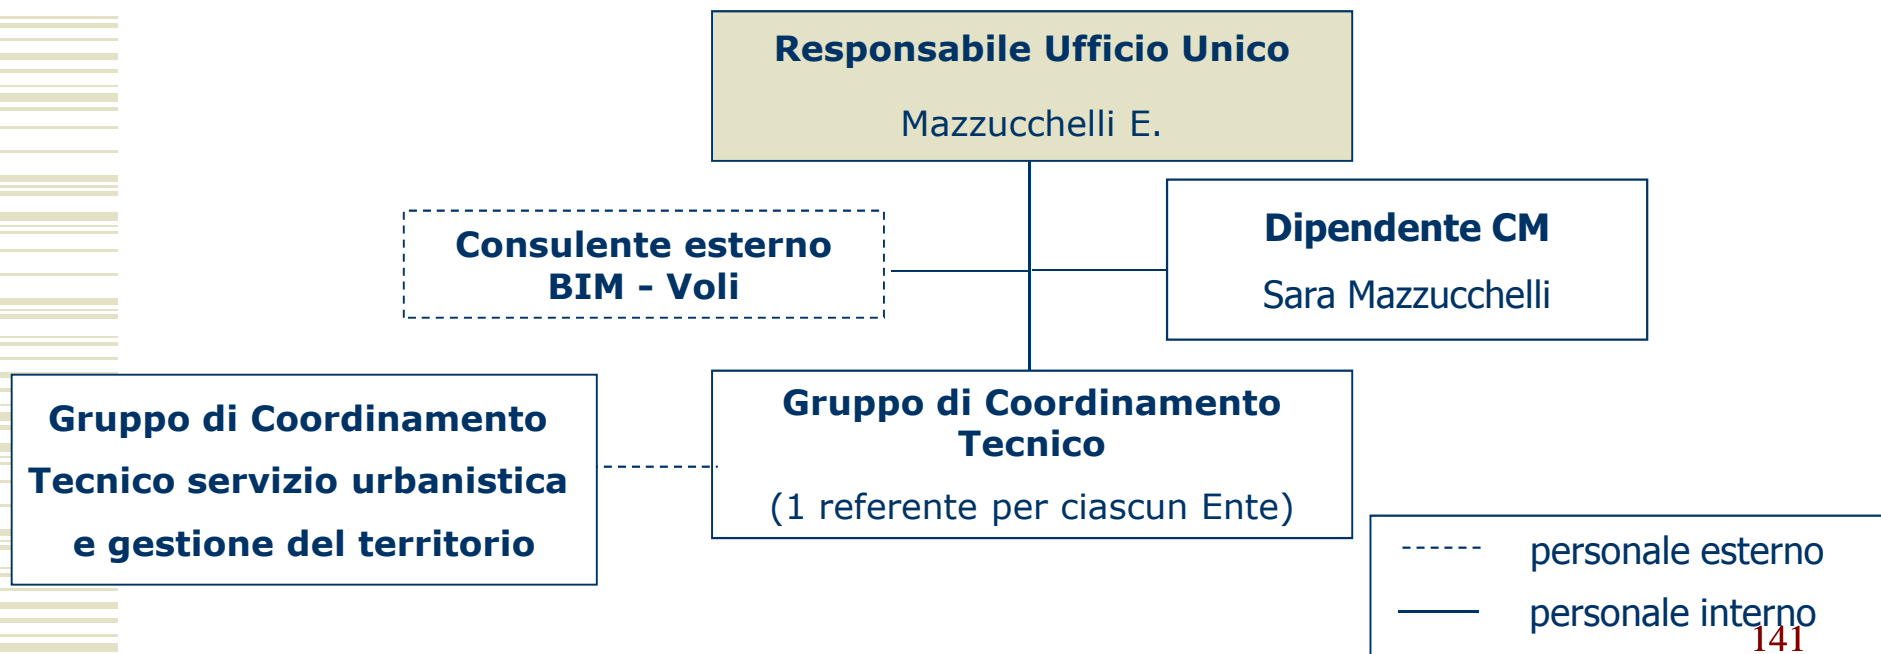 Responsabile Ufficio Unico
Mazzucchelli E.
Consulente esterno
BIM - Voli
Dipendente CM
Sara Mazzucchelli
Gruppo di Coordinamento
Tecnico servizio urbanistica
e gestione del territorio
Gruppo di Coordinamento
Tecnico
(1 referente per ciascun Ente)
personale esterno
personale interno
141